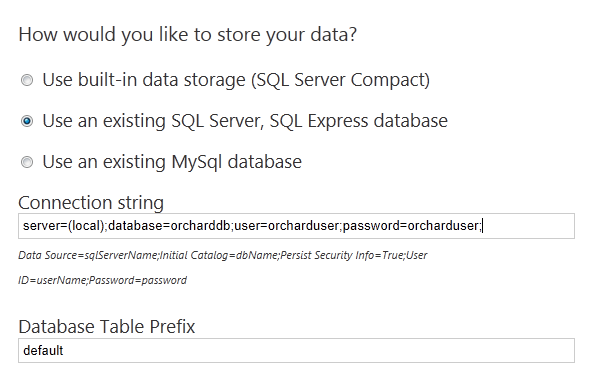 How would you like to store your data?
Use built-in data storage (SQL Server Compact)
Use an existing SQL Server, SQL Express database
Use an existing MySql database
Connection string
server=(local);database=orcharddb;user=orcharduser;password=orcharduser;
Data Source=sqlServerName;Initial Catalog=dbName;Persist Security Info=True;User
ID=userName;Password=password
Database Table Prefix
default